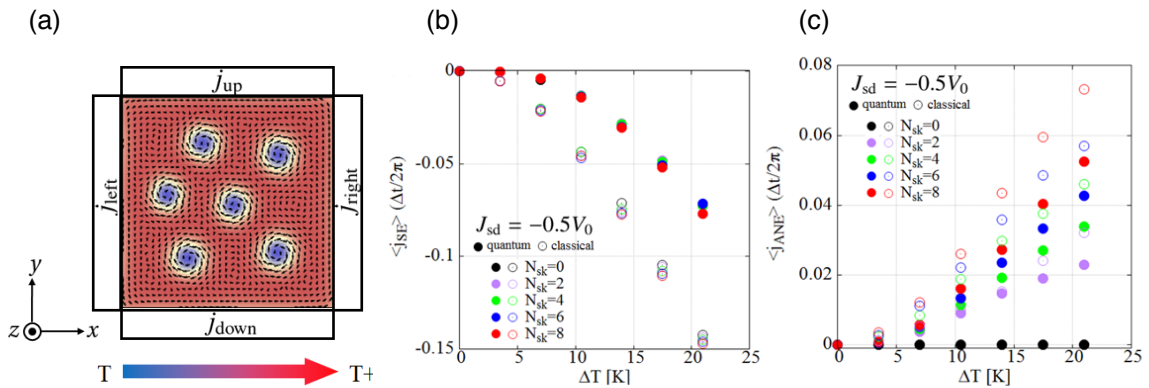 (a)
j_up
j_left
j_right
j_down
y
z
x
T
T+
(b)
0
-0.05
-0.1
-0.15
<j_SE> (Δt/2π)
J_sd = −0.5V_0
quantum classical
N_sk=0
N_sk=2
N_sk=4
N_sk=6
N_sk=8
0 5 10 15 20 25
ΔT [K]
(c)
0.08
0.06
0.04
0.02
0
<j_ANE> (Δt/2π)
J_sd = −0.5V_0
quantum classical
N_sk=0
N_sk=2
N_sk=4
N_sk=6
N_sk=8
0 5 10 15 20 25
ΔT [K]